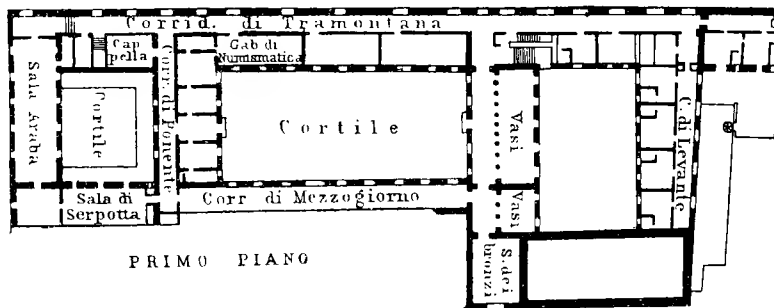 Corrid. di Tramontana
Cap
pella
Gab. di
Numismatica
Sala Araba
Cortile
Corr. di Ponente
Cortile
Vasi
C. di Levante
Sala di
Serpotta
Corr. di Mezzogiorno
Vasi
S. dei
bronzi
PRIMO PIANO